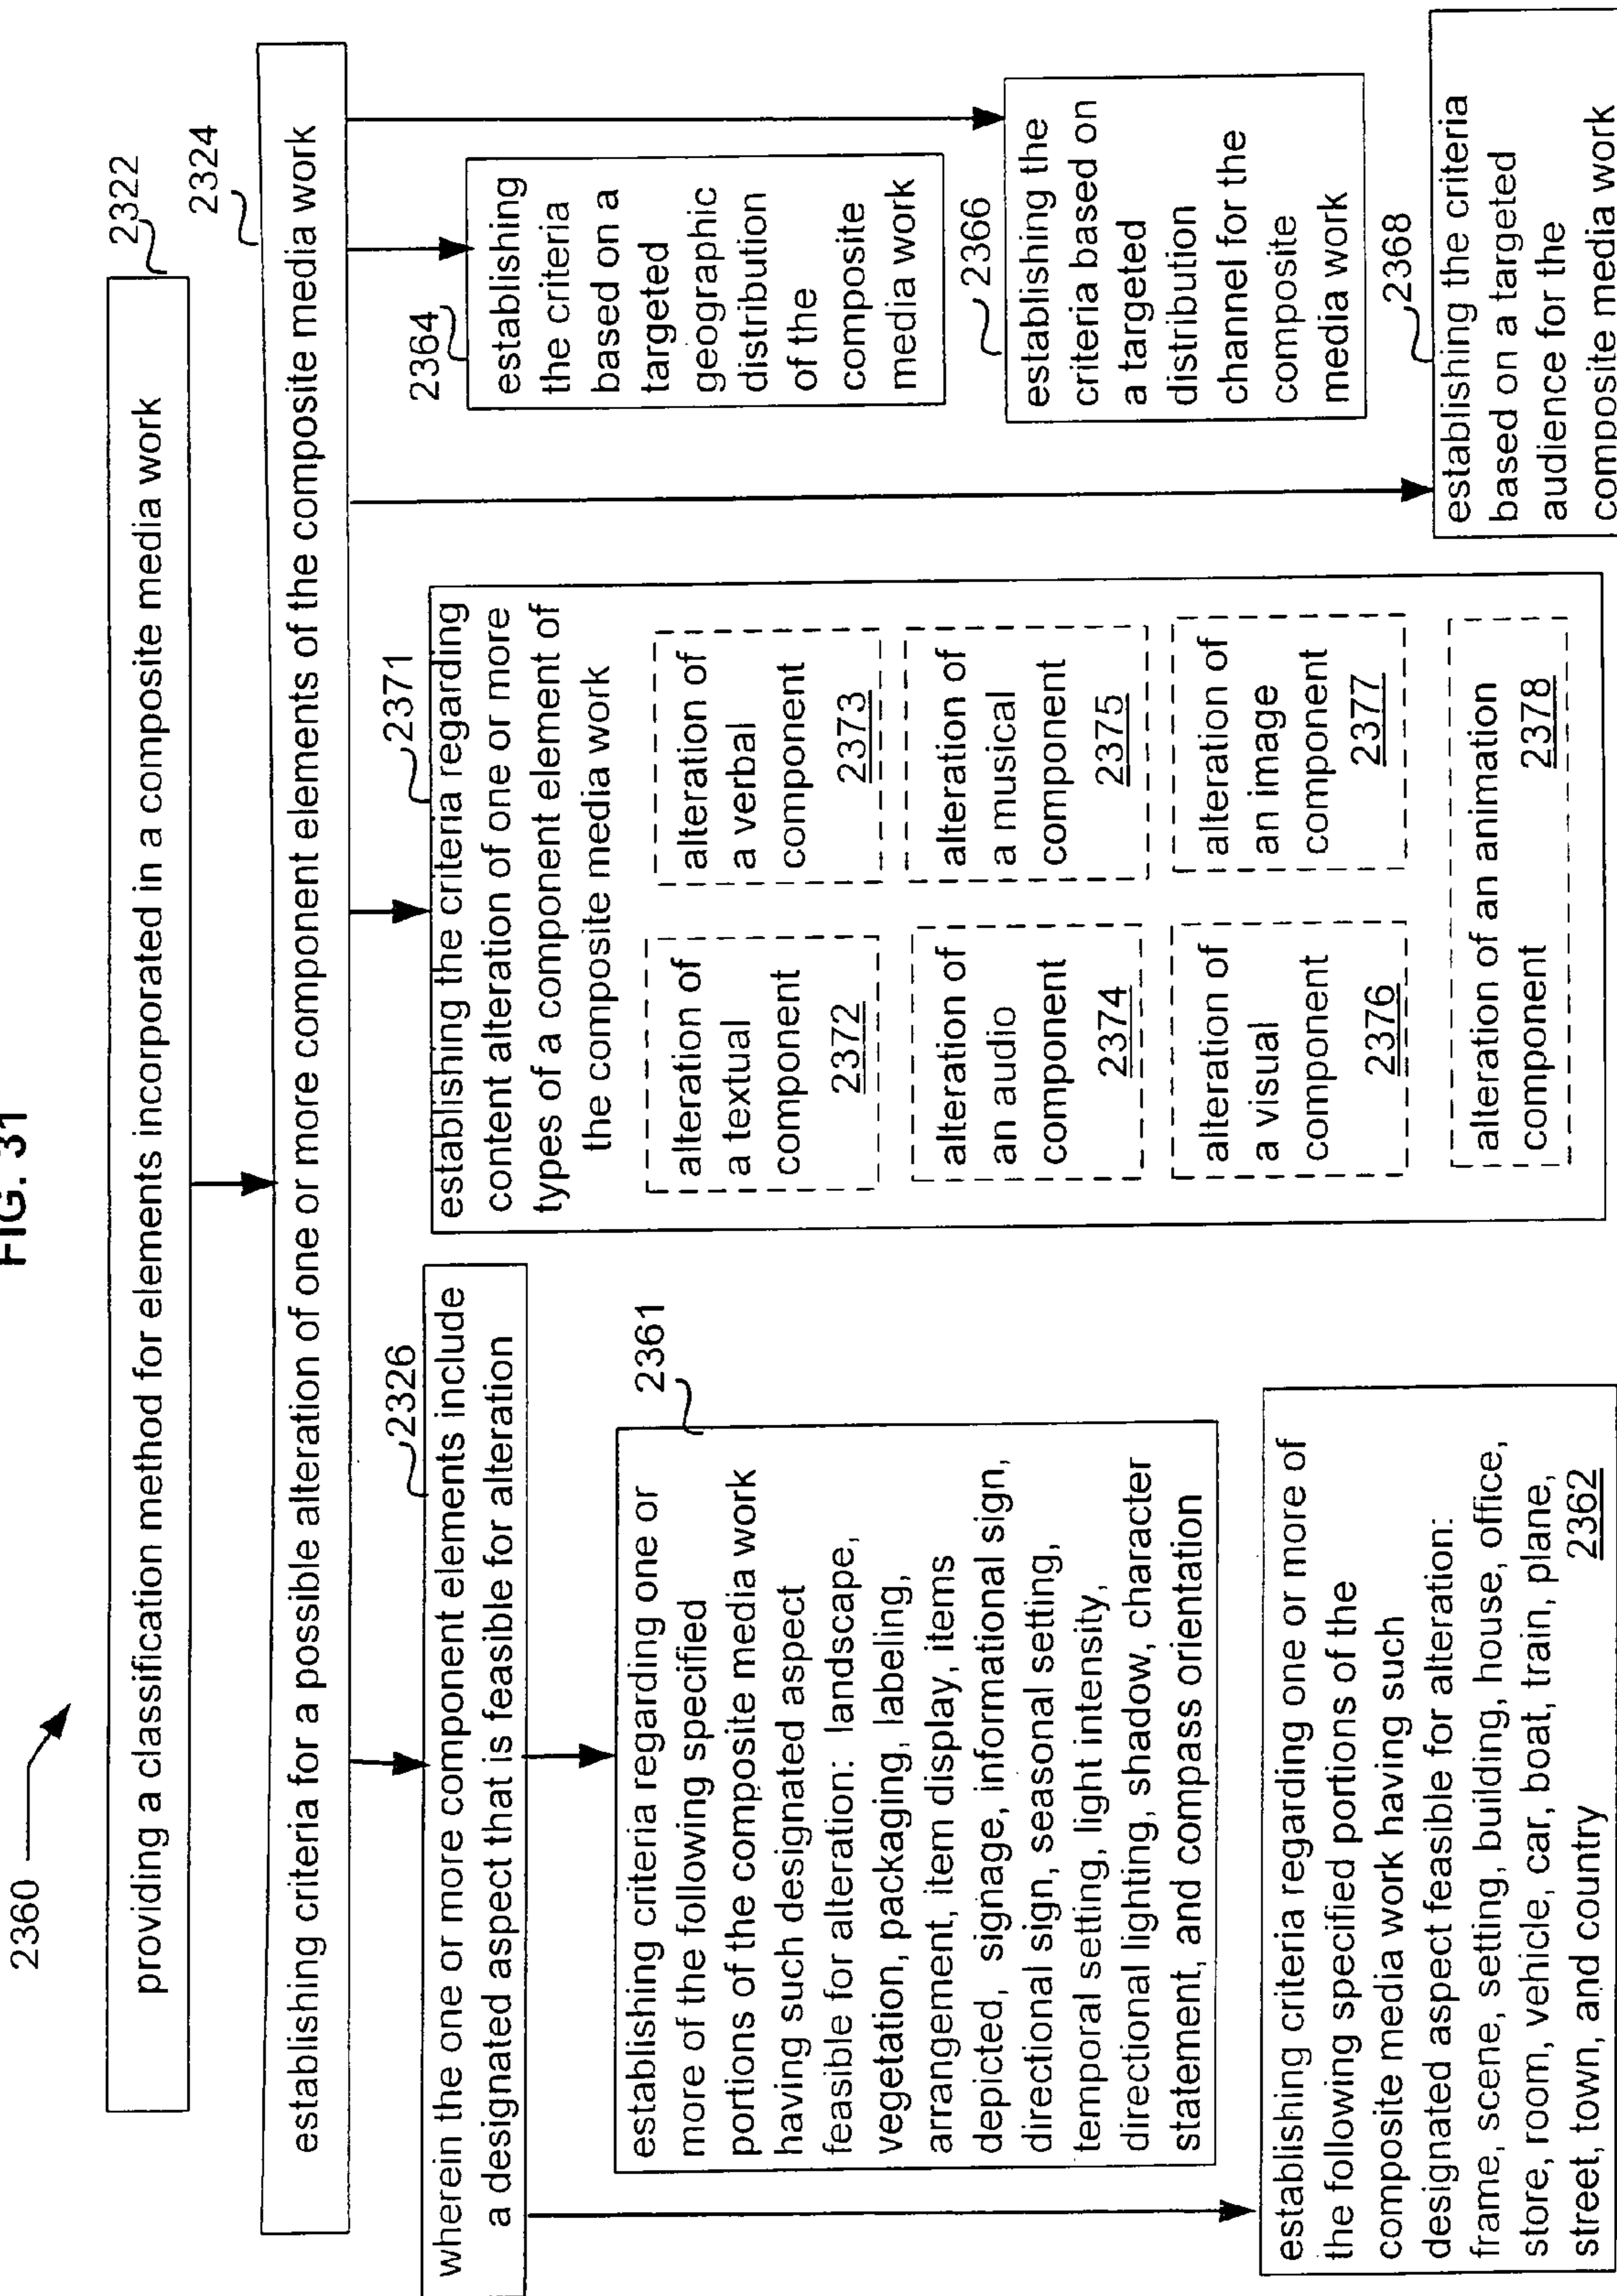 FIG. 31
2360
providing a classification method for elements incorporated in a composite media work
2322
2324
establishing criteria for a possible alteration of one or more component elements of the composite media work
2326
wherein the one or more component elements include
a designated aspect that is feasible for alteration
2361
establishing criteria regarding one or
more of the following specified
portions of the composite media work
having such designated aspect
feasible for alteration: landscape,
vegetation, packaging, labeling,
arrangement, item display, items
depicted, signage, informational sign,
directional sign, seasonal setting,
temporal setting, light intensity,
directional lighting, shadow, character
statement, and compass orientation
establishing criteria regarding one or more of
the following specified portions of the
composite media work having such
designated aspect feasible for alteration:
frame, scene, setting, building, house, office,
store, room, vehicle, car, boat, train, plane,
street, town, and country 2362
2371
establishing the criteria regarding
content alteration of one or more
types of a component element of
the composite media work
alteration of
a textual
component
2372
alteration of
a verbal
component
2373
alteration of
an audio
component
2374
alteration of
a musical
component
2375
alteration of
a visual
component
2376
alteration of
an image
component
2377
alteration of an animation
component 2378
2364
establishing
the criteria
based on a
targeted
geographic
distribution
of the
composite
media work
2366
establishing the
criteria based on
a targeted
distribution
channel for the
composite
media work
2368
establishing the criteria
based on a targeted
audience for the
composite media work